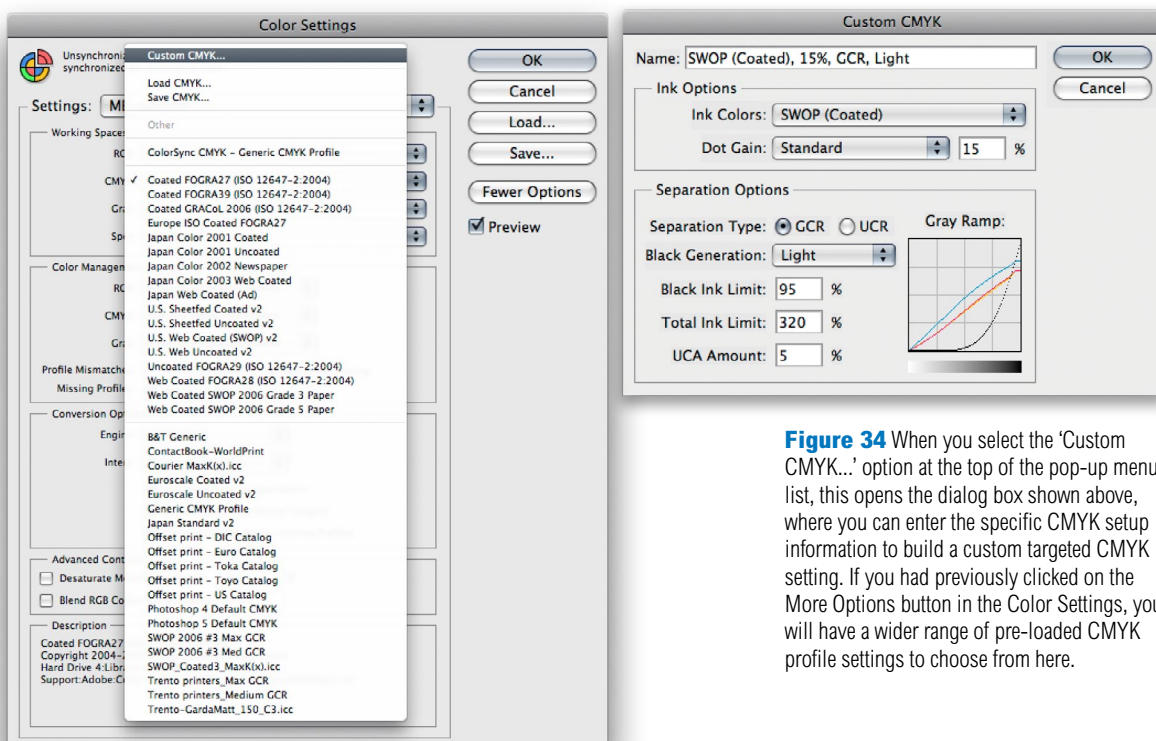 Color Settings
Unsynchroni
synchronized
Settings:
Working Spaces
CMY
Color Managem
CMY
Profile Mismatche
Missing Profile
Conversion Op
Engin
Inte
Advanced Cont
Desaturate M
Blend RGB Co
Description
Coated FOGRA27
Copyright 2004-
Hard Drive 4:Libr
Support:Adobe:C
Custom CMYK...
Load CMYK...
Save CMYK...
Other
ColorSync CMYK – Generic CMYK Profile
✓ Coated FOGRA27 (ISO 12647-2:2004)
Coated FOGRA39 (ISO 12647-2:2004)
Coated GRACoL 2006 (ISO 12647-2:2004)
Europe ISO Coated FOGRA27
Japan Color 2001 Coated
Japan Color 2001 Uncoated
Japan Color 2002 Newspaper
Japan Color 2003 Web Coated
Japan Web Coated (Ad)
U.S. Sheetfed Coated v2
U.S. Sheetfed Uncoated v2
U.S. Web Coated (SWOP) v2
U.S. Web Uncoated v2
Uncoated FOGRA29 (ISO 12647-2:2004)
Web Coated FOGRA28 (ISO 12647-2:2004)
Web Coated SWOP 2006 Grade 3 Paper
Web Coated SWOP 2006 Grade 5 Paper
B&T Generic
ContactBook-WorldPrint
Courier MaxK(x).icc
Euroscale Coated v2
Euroscale Uncoated v2
Generic CMYK Profile
Japan Standard v2
Offset print – DIC Catalog
Offset print – Euro Catalog
Offset print – Toka Catalog
Offset print – Toyo Catalog
Offset print – US Catalog
Photoshop 4 Default CMYK
Photoshop 5 Default CMYK
SWOP 2006 #3 Max GCR
SWOP 2006 #3 Med GCR
SWOP_Coated3_MaxK(x).icc
Trento printers_Max GCR
Trento printers_Medium GCR
Trento-GardaMatt_150_C3.icc
OK
Cancel
Load...
Save...
Fewer Options
Preview
Custom CMYK
Name: SWOP (Coated), 15%, GCR, Light
OK
Cancel
Ink Options
Ink Colors: SWOP (Coated)
Dot Gain: Standard 15 %
Separation Options
Separation Type: GCR UCR
Gray Ramp:
Black Generation: Light
Black Ink Limit: 95 %
Total Ink Limit: 320 %
UCA Amount: 5 %
Figure 34 When you select the ‘Custom
CMYK...’ option at the top of the pop-up menu
list, this opens the dialog box shown above,
where you can enter the specific CMYK setup
information to build a custom targeted CMYK
setting. If you had previously clicked on the
More Options button in the Color Settings, you
will have a wider range of pre-loaded CMYK
profile settings to choose from here.